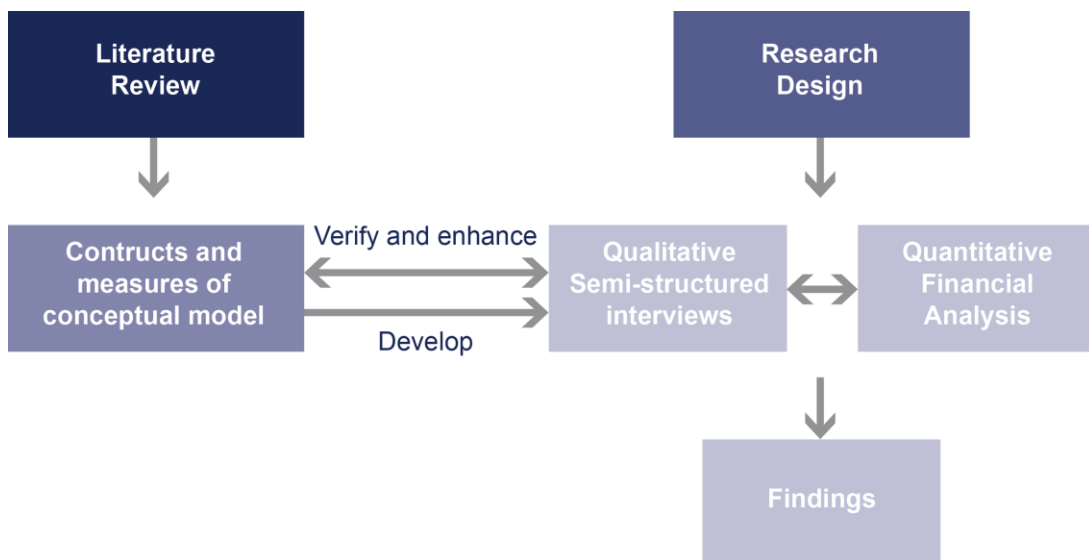 Literature
Review
Research
Design
Contructs and
measures of
conceptual model
Verify and enhance
Develop
Qualitative
Semi-structured
interviews
Quantitative
Financial
Analysis
Findings